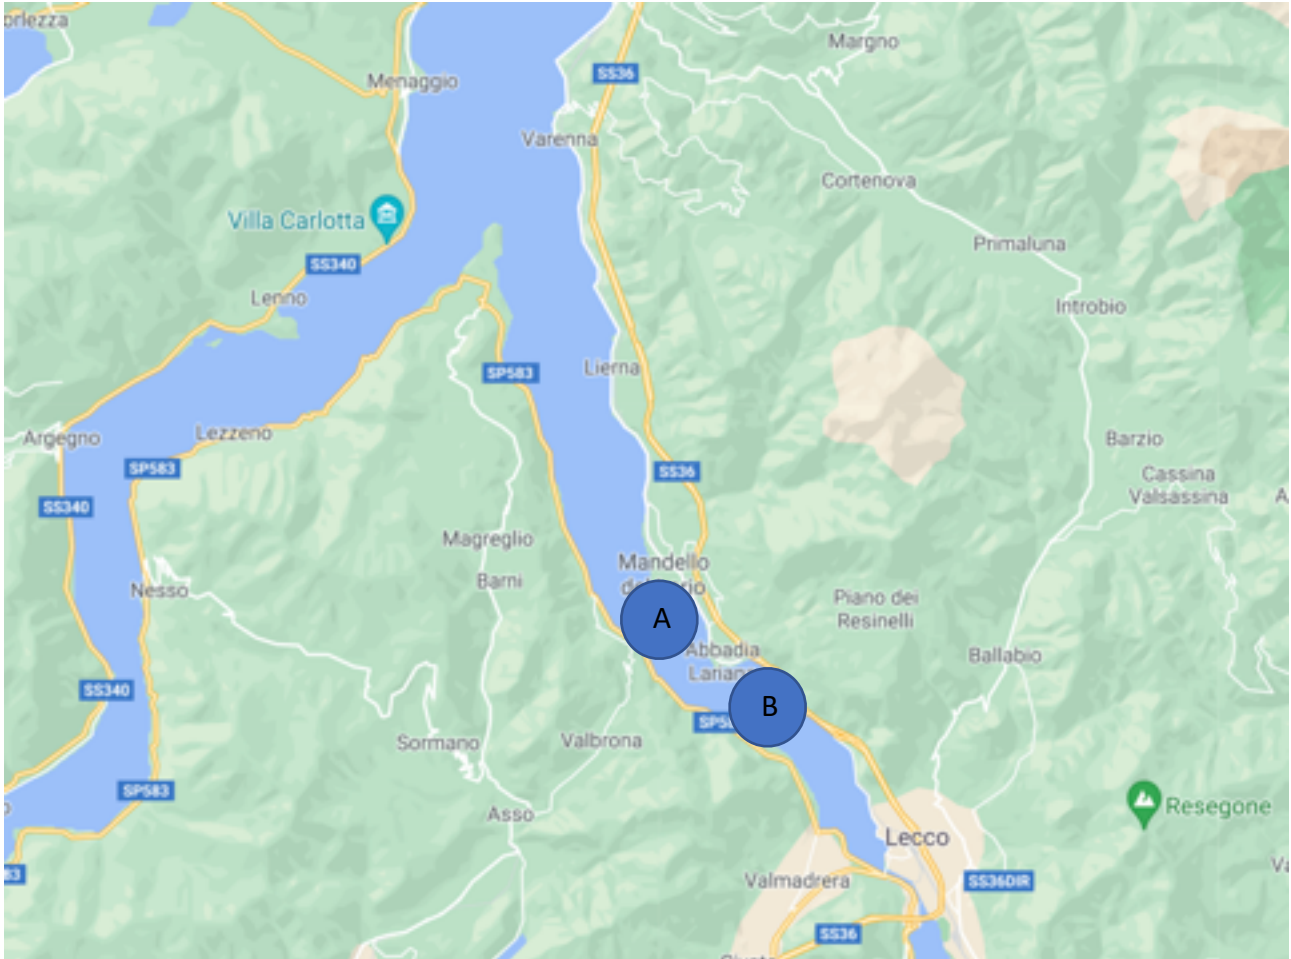 orlezza
Margno
Menaggio
SS36
Varenna
Cortenova
Villa Carlotta
Primaluna
SS340
Lenno
Introbio
Lierna
SP583
Argegno
Lezzeno
Barzio
SP583
SS36
Cassina
Valsassina
SS340
Magreglio
Mandello
Barni
Nesso
Piano dei
Resinelli
A
Abbadia
Ballabio
SS340
B
Sormano
Valbrona
SP583
Asso
Resegone
Lecco
Valmadrera
SS36DIR
SS36